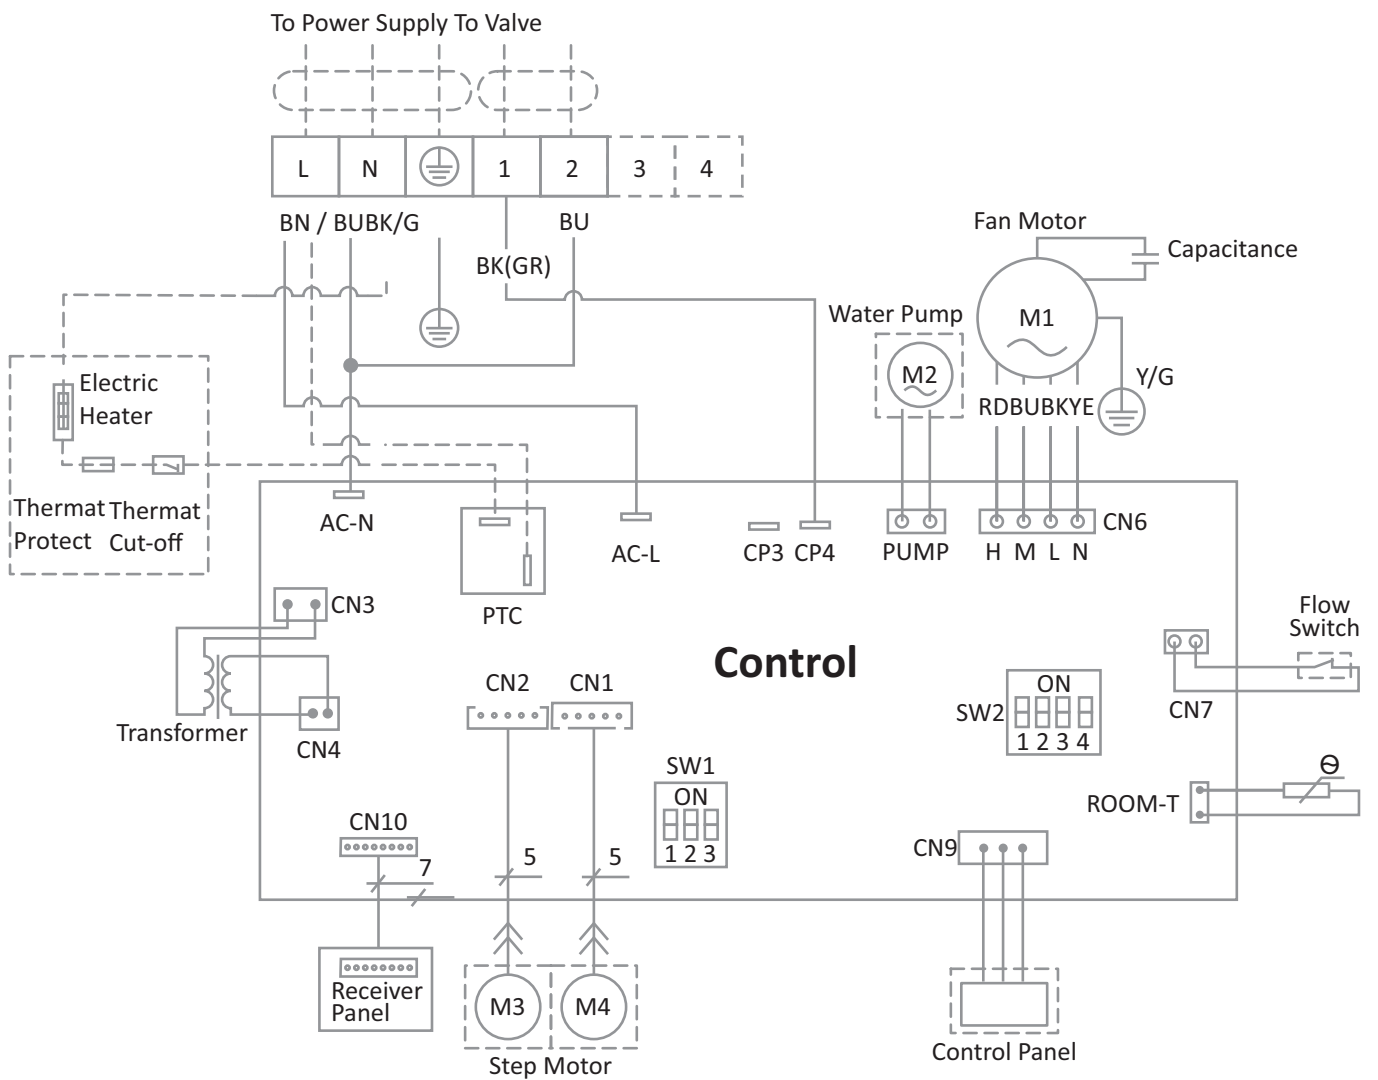 To Power Supply To Valve
L N 1 2 3 4
BN / BUBK/G
BU
BK(GR)
Fan Motor
Capacitance
Water Pump
M1
M2
Y/G
RDBUBKYE
Electric
Heater
Thermat
Protect
Thermat
Cut-off
AC-N
PTC
AC-L
CP3 CP4
PUMP
H M L N
CN6
CN3
Transformer
CN4
Control
Flow
Switch
CN7
CN2
CN1
SW2
ON
1 2 3 4
SW1
ON
1 2 3
ROOM-T
Θ
CN10
7
5
5
CN9
Receiver
Panel
M3
M4
Step Motor
Control Panel